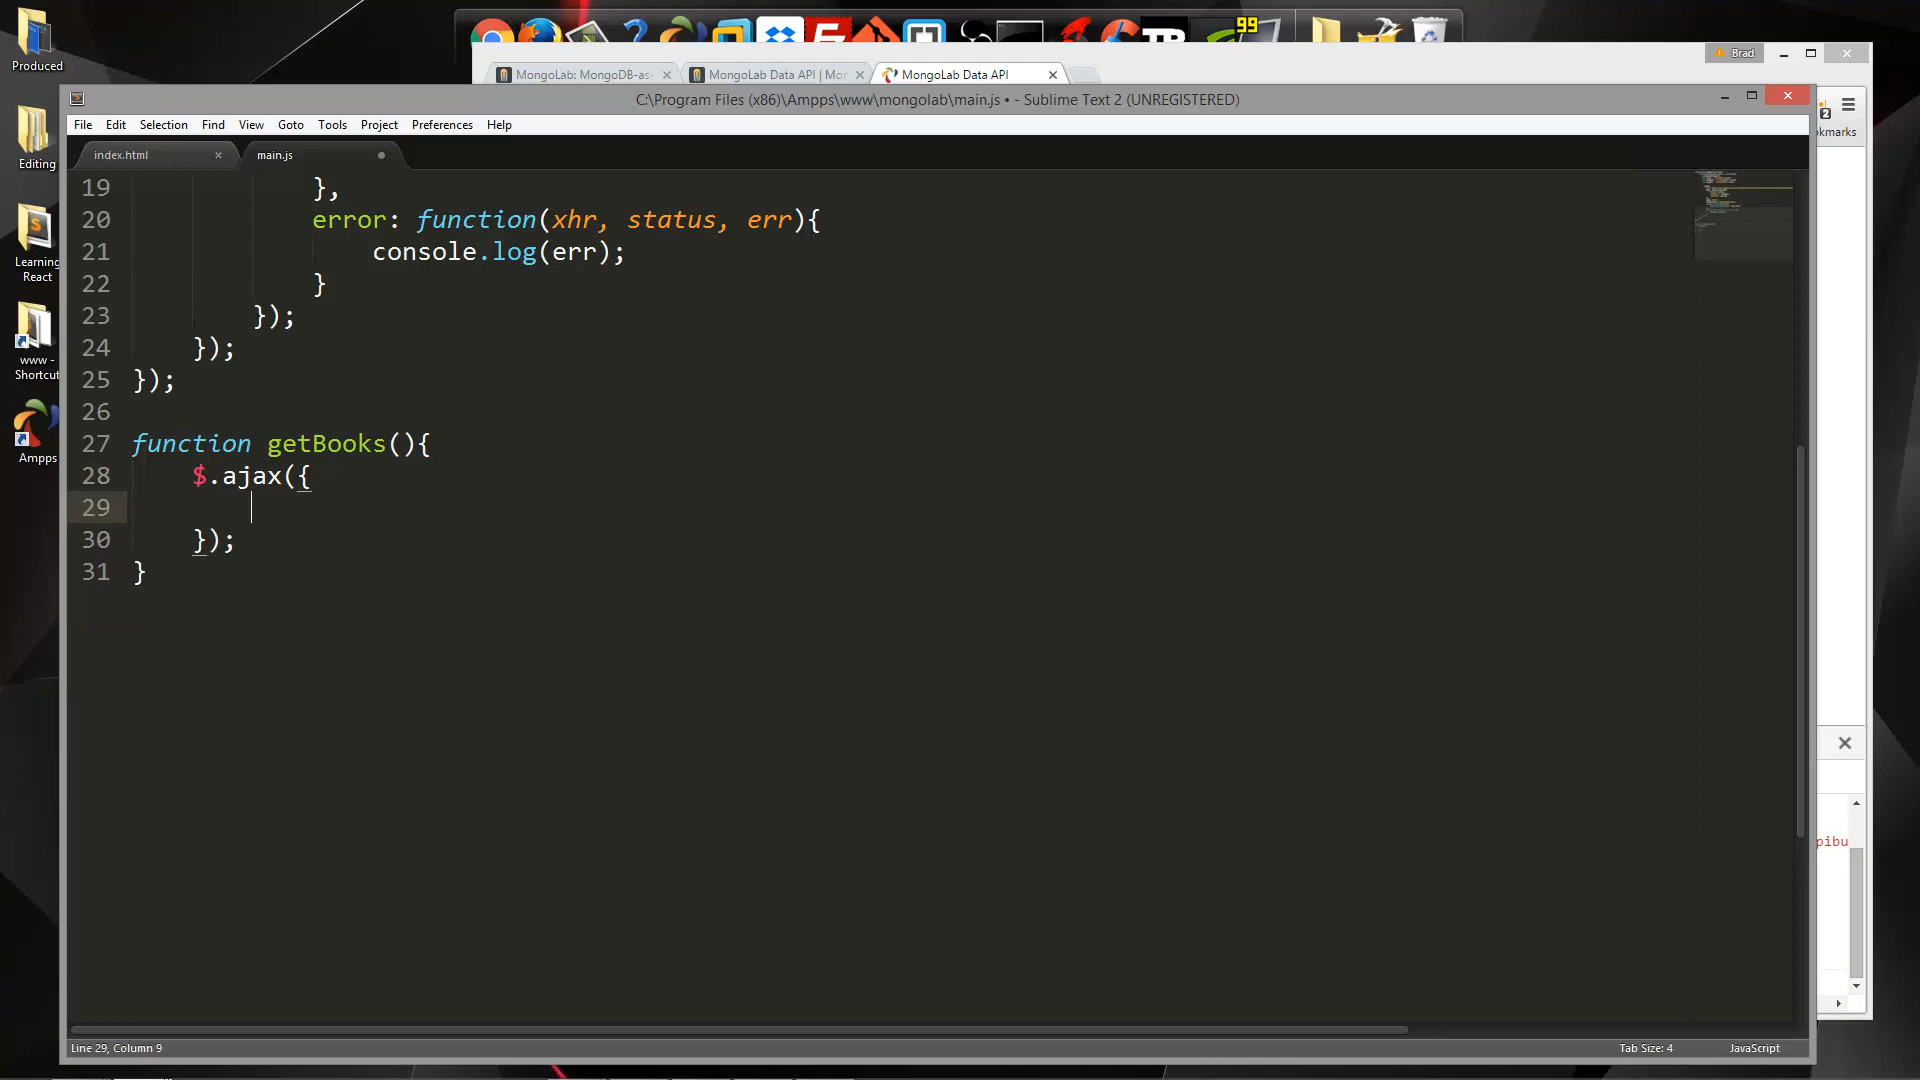 Produced
Editing
Learning
React
www -
Shortcut
Ampps
99
TR
Brad
MongoLab: MongoDB-as-
MongoLab Data API | Mor
MongoLab Data API
2
kmarks
C:\Program Files (x86)\Ampps\www\mongolab\main.js • - Sublime Text 2 (UNREGISTERED)
File Edit Selection Find View Goto Tools Project Preferences Help
index.html
main.js
19 },
20 error: function(xhr, status, err){
21 console.log(err);
22 }
23 });
24 });
25 });
26
27 function getBooks(){
28 $.ajax({
29
30 });
31 }
pibu
Line 29, Column 9
Tab Size: 4
JavaScript